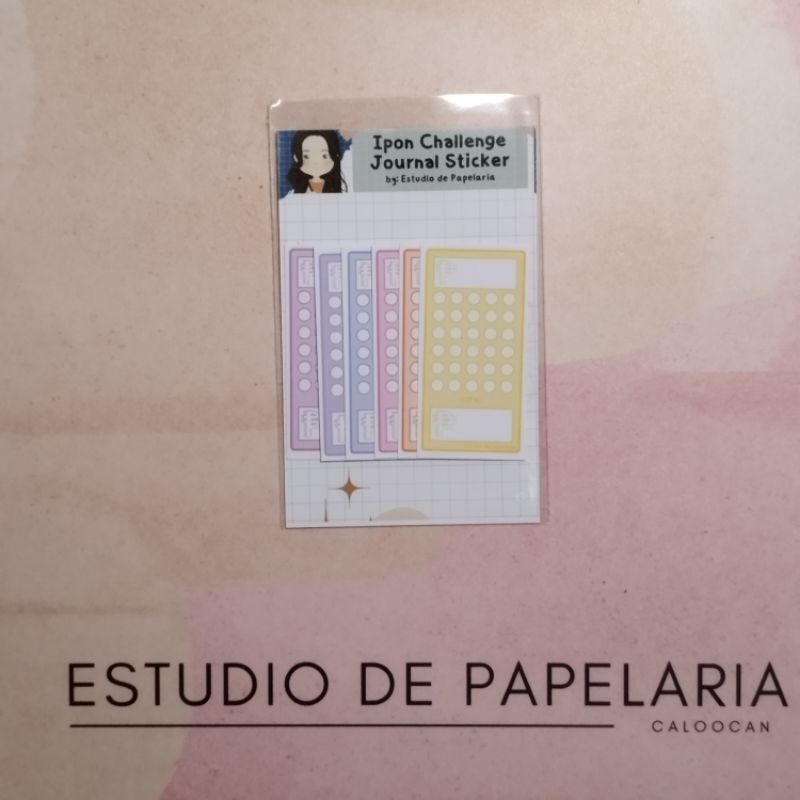 Ipon Challenge
Journal Sticker
by: Estudio de Papelaria
ESTUDIO DE PAPELARIA
CALOOCAN